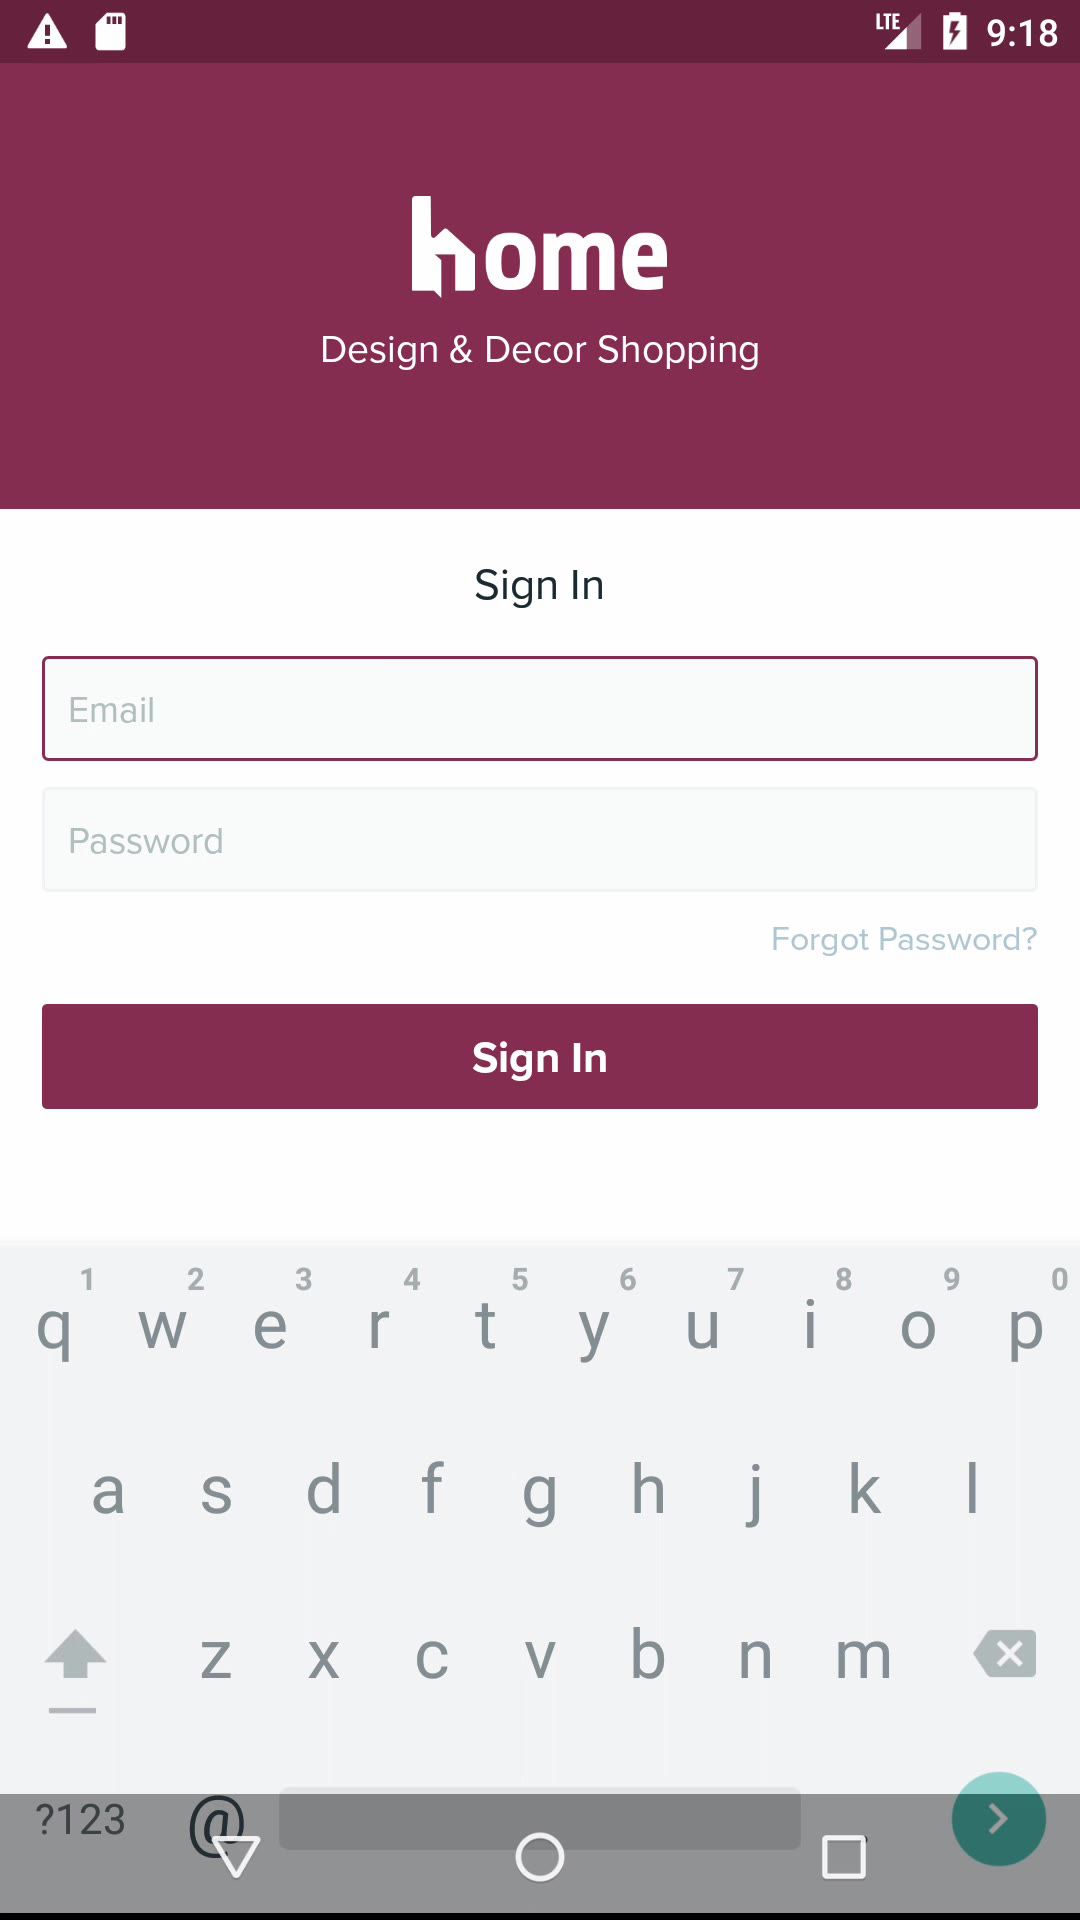 LTE 9:18
home
Design & Decor Shopping
Sign In
Email
Password
Forgot Password?
Sign In
1 2 3 4 5 6 7 8 9 0
q w e r t y u i o p
a s d f g h j k l
z x c v b n m
?123 @